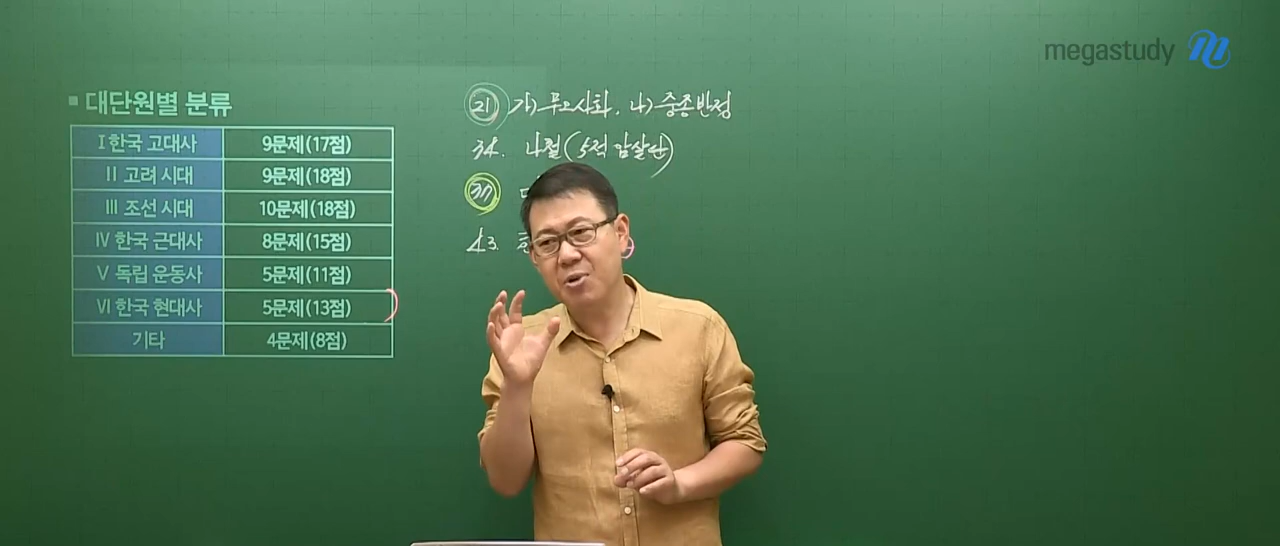 megastudy
대단원별 분류
I 한국 고대사 9문제(17점)
II 고려 시대 9문제(18점)
III 조선 시대 10문제(18점)
IV 한국 근대사 8문제(15점)
V 독립 운동사 5문제(11점)
VI 한국 현대사 5문제(13점)
기타 4문제(8점)
21 가) 무오사화, 나) 중종반정
34. 나철(5적 암살단)
37
43.